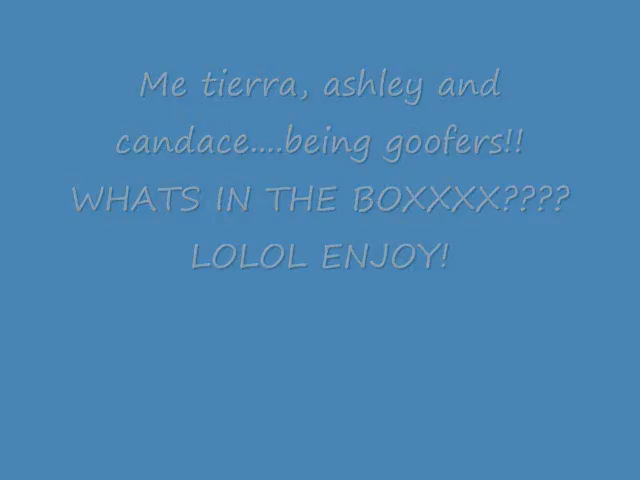 Me tierra, ashley and
candace....being goofers!!
WHATS IN THE BOXXXX????
LOLOL ENJOY!